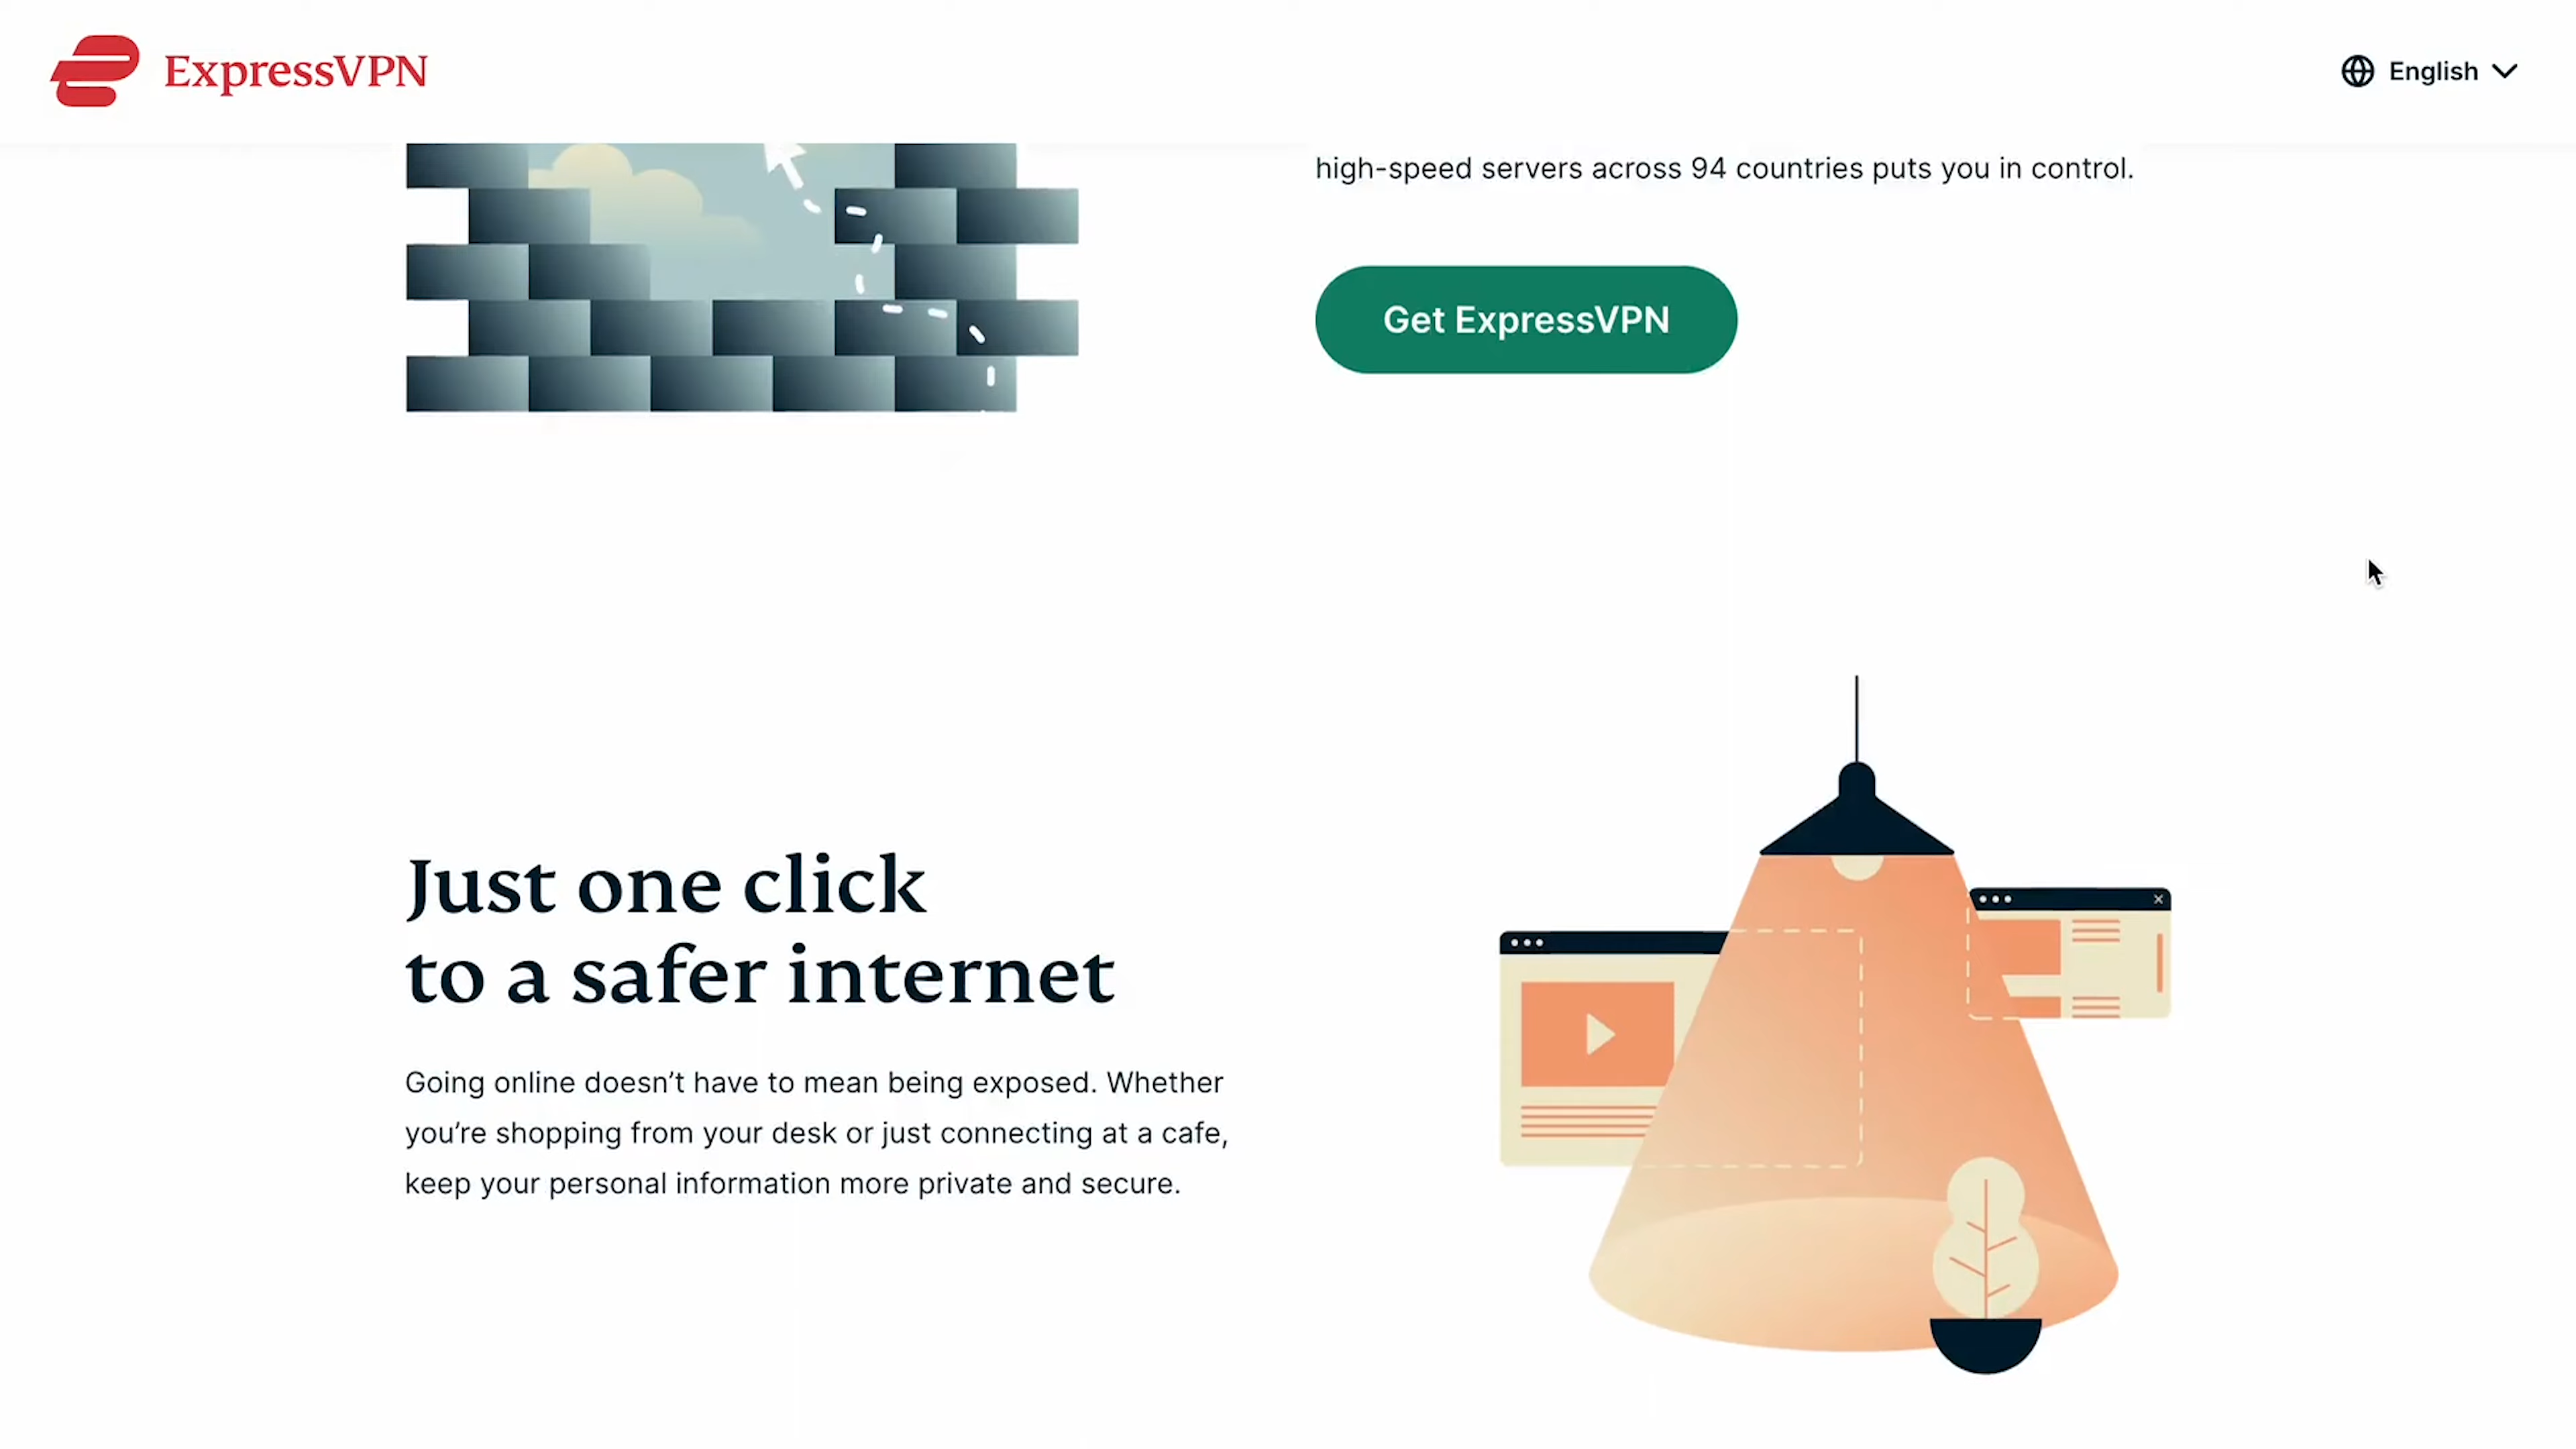 ExpressVPN
English
high-speed servers across 94 countries puts you in control.
Get ExpressVPN
Just one click
to a safer internet
Going online doesn’t have to mean being exposed. Whether
you’re shopping from your desk or just connecting at a cafe,
keep your personal information more private and secure.